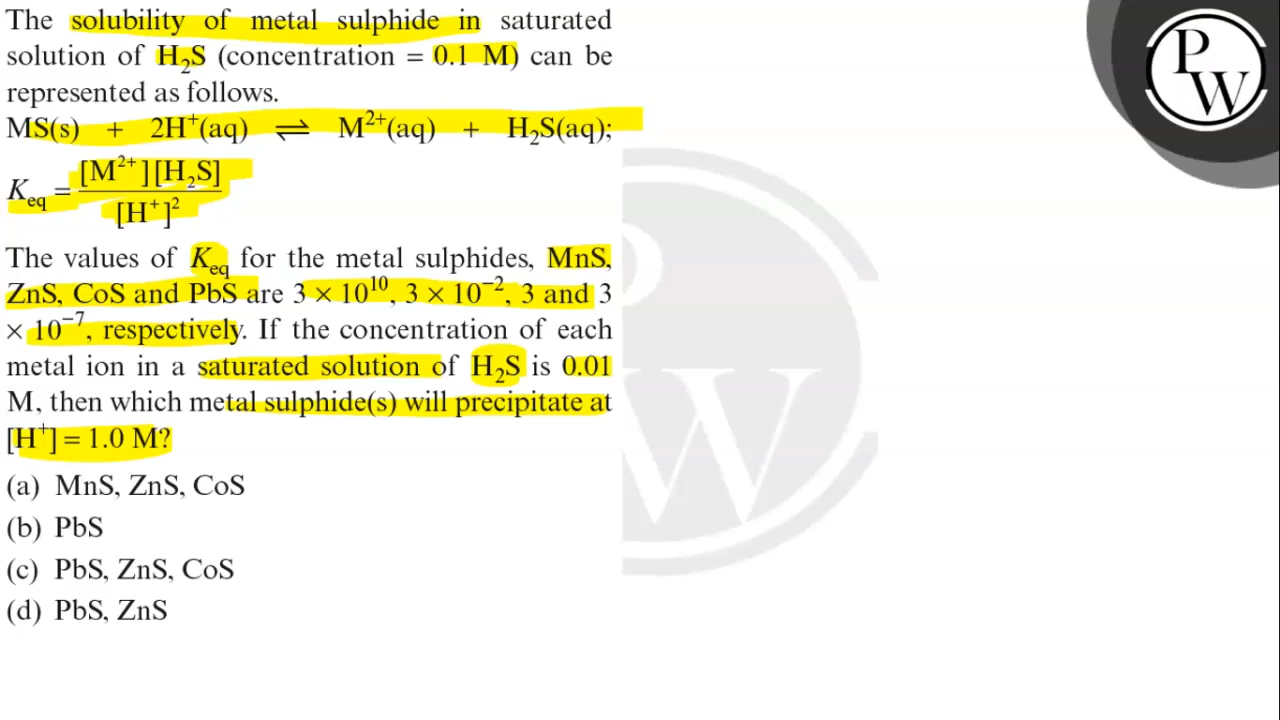 The solubility of metal sulphide in saturated
solution of H₂S (concentration = 0.1 M) can be
represented as follows.
MS(s) + 2H⁺(aq) ⇌ M²⁺(aq) + H₂S(aq);
K_eq = [M²⁺][H₂S] / [H⁺]²
The values of K_eq for the metal sulphides, MnS,
ZnS, CoS and PbS are 3 × 10¹⁰, 3 × 10⁻², 3 and 3
× 10⁻⁷, respectively. If the concentration of each
metal ion in a saturated solution of H₂S is 0.01
M, then which metal sulphide(s) will precipitate at
[H⁺] = 1.0 M?
(a) MnS, ZnS, CoS
(b) PbS
(c) PbS, ZnS, CoS
(d) PbS, ZnS
P
W